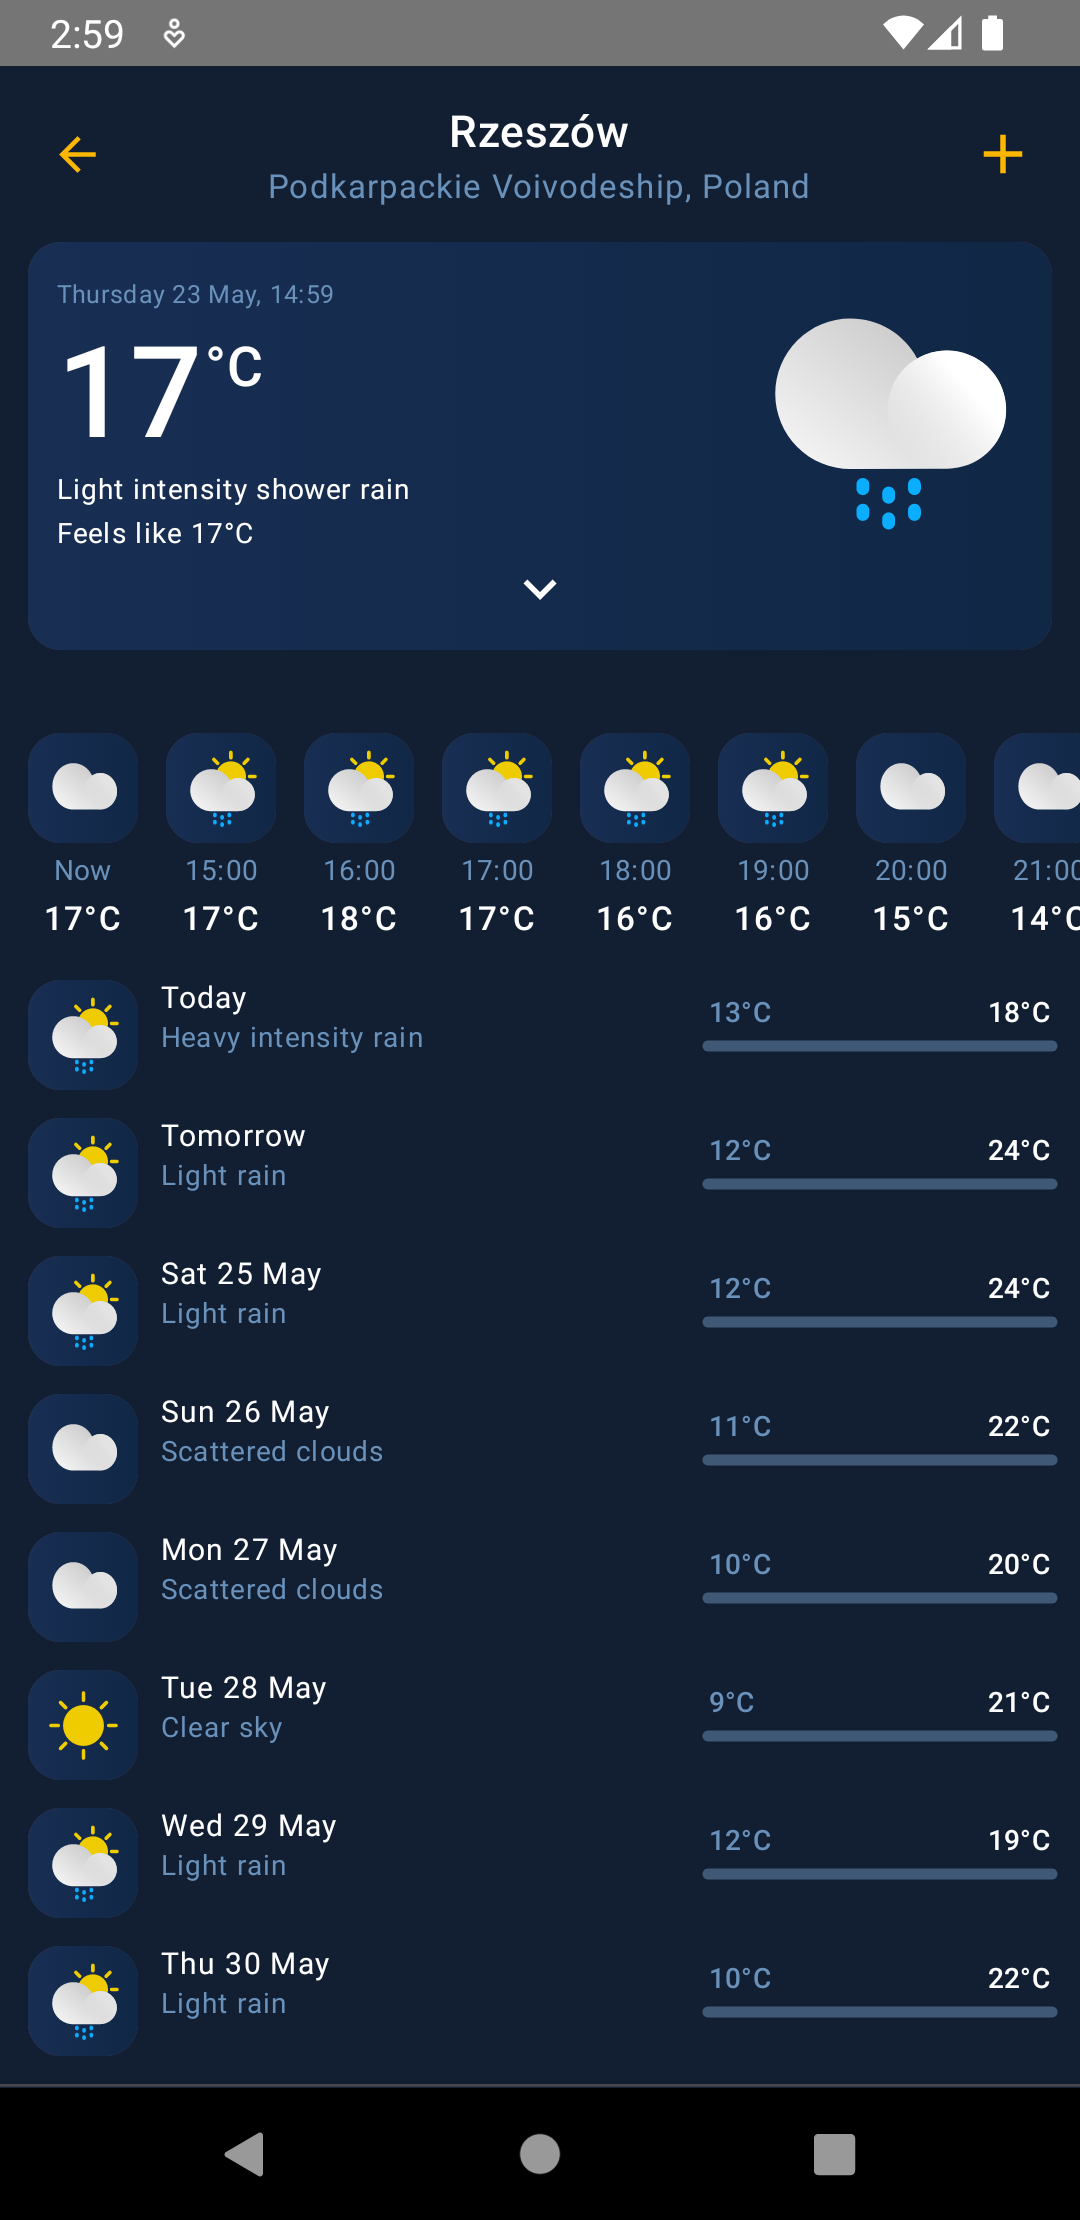 2:59
Rzeszów
Podkarpackie Voivodeship, Poland
Thursday 23 May, 14:59
17°C
Light intensity shower rain
Feels like 17°C
Now 15:00 16:00 17:00 18:00 19:00 20:00 21:00
17°C 17°C 18°C 17°C 16°C 16°C 15°C 14°C
Today 13°C 18°C
Heavy intensity rain
Tomorrow 12°C 24°C
Light rain
Sat 25 May 12°C 24°C
Light rain
Sun 26 May 11°C 22°C
Scattered clouds
Mon 27 May 10°C 20°C
Scattered clouds
Tue 28 May 9°C 21°C
Clear sky
Wed 29 May 12°C 19°C
Light rain
Thu 30 May 10°C 22°C
Light rain